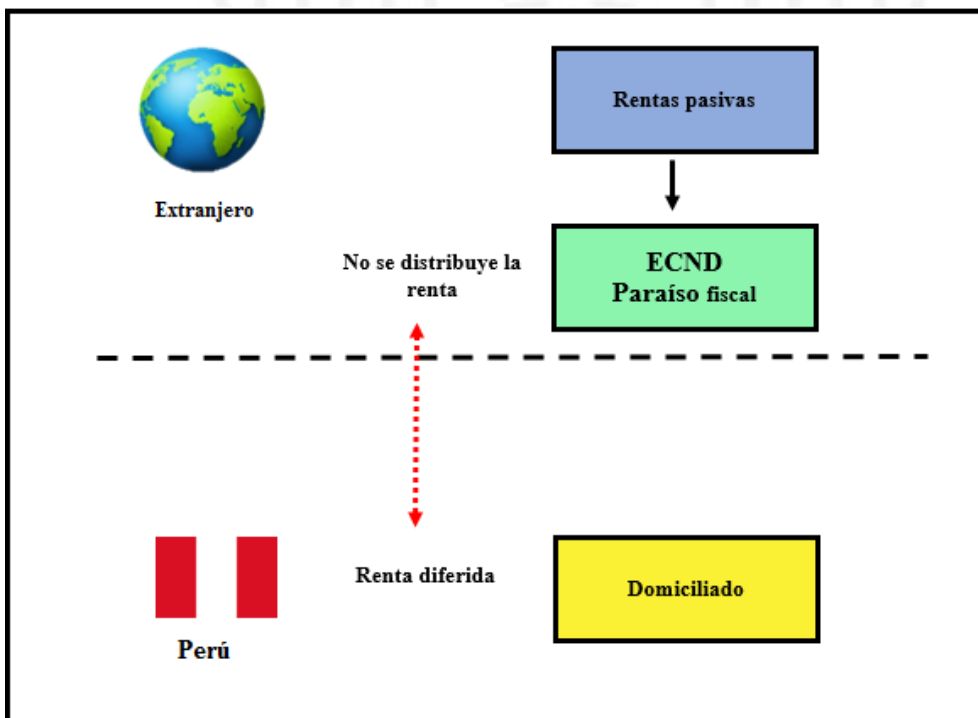 Rentas pasivas
Extranjero
No se distribuye la
renta
ECND
Paraíso fiscal
Renta diferida
Domiciliado
Perú